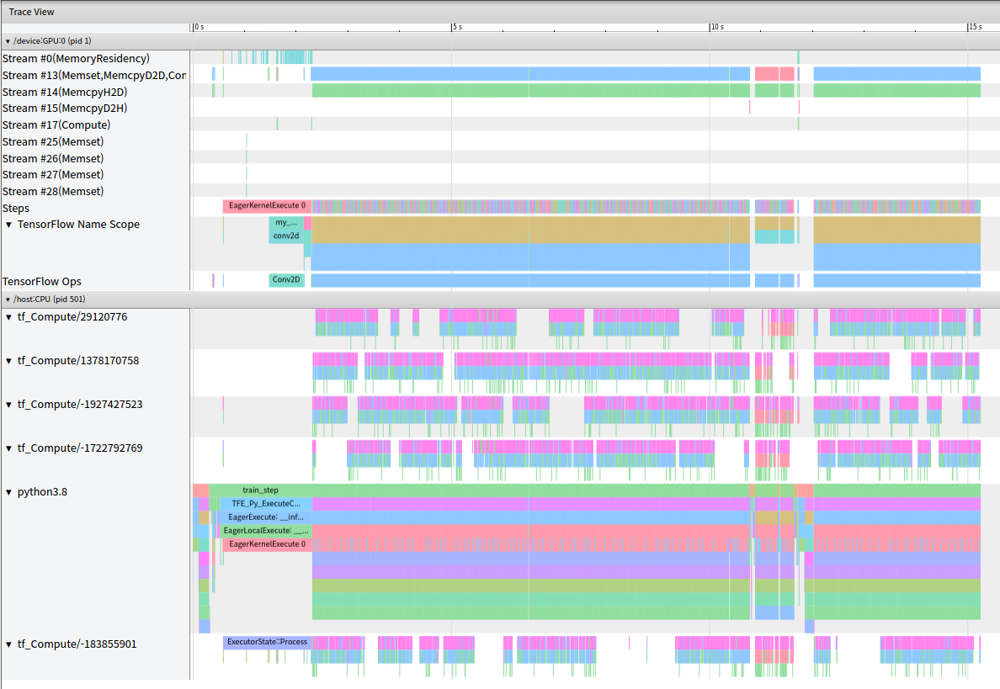 Trace View
0 s
5 s
10 s
15 s
▼ /device:GPU:0 (pid 1)
Stream #0(MemoryResidency)
Stream #13(Memset,MemcpyD2D,Con
Stream #14(MemcpyH2D)
Stream #15(MemcpyD2H)
Stream #17(Compute)
Stream #25(Memset)
Stream #26(Memset)
Stream #27(Memset)
Stream #28(Memset)
Steps
EagerKernelExecute 0
▼ TensorFlow Name Scope
my_...
conv2d
TensorFlow Ops
Conv2D
▼ /host:CPU (pid 501)
▼ tf_Compute/29120776
▼ tf_Compute/1378170758
▼ tf_Compute/-1927427523
▼ tf_Compute/-1722792769
▼ python3.8
train_step
TFE_Py_ExecuteC...
EagerExecute: __inf...
EagerLocalExecute: __...
EagerKernelExecute 0
▼ tf_Compute/-183855901
ExecutorState::Process